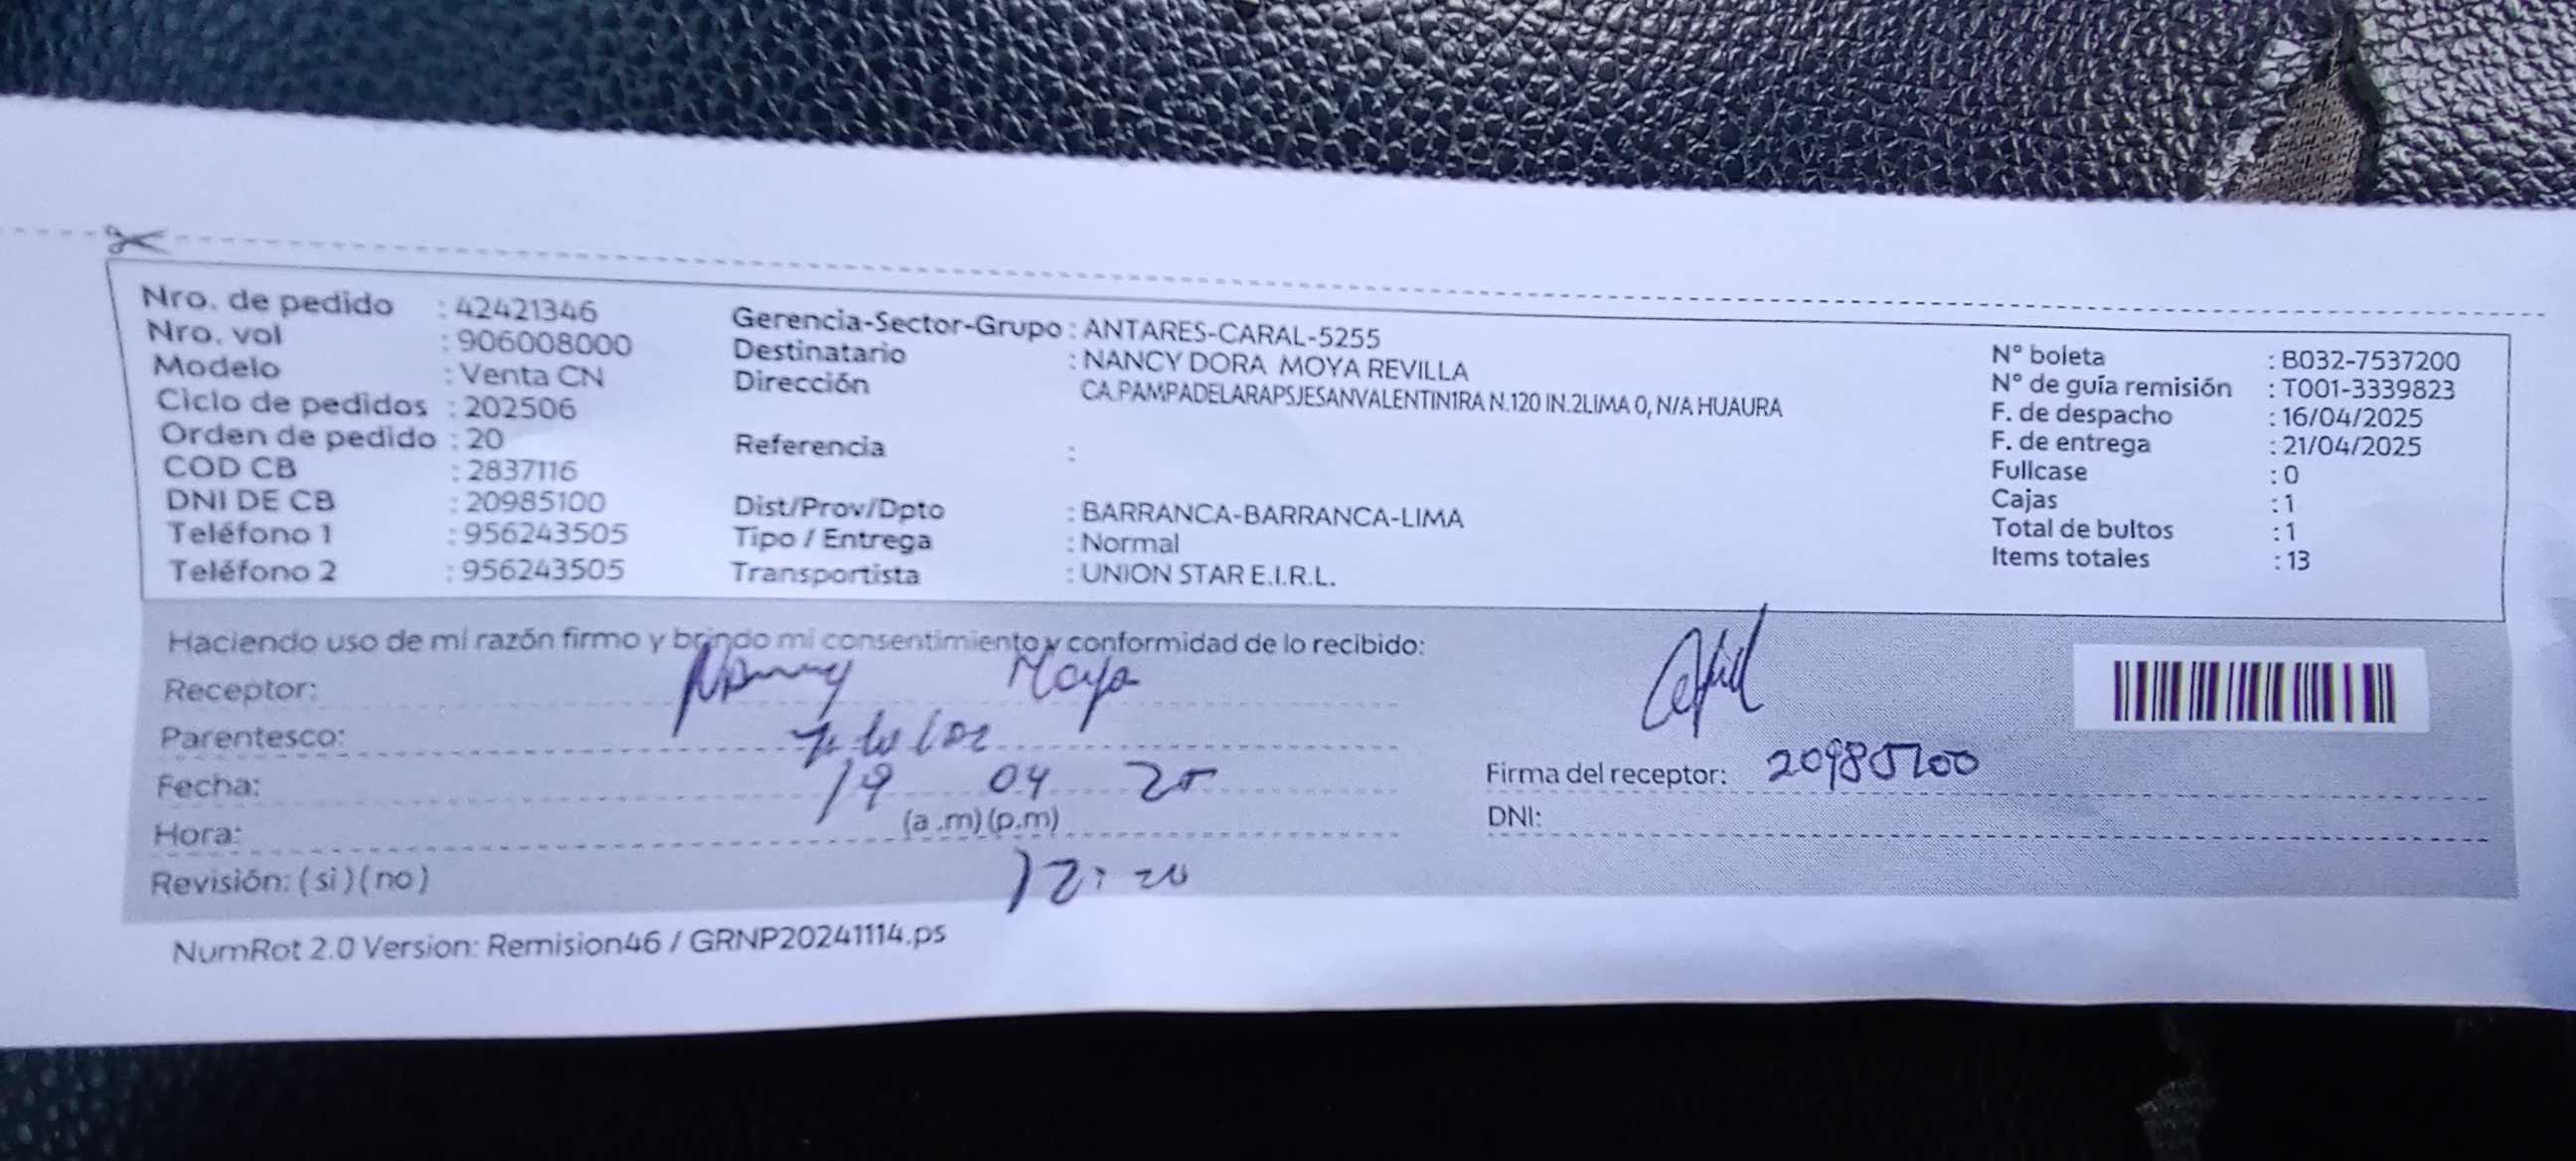 Nro. de pedido : 42421346
Nro. vol : 906008000
Modelo : Venta CN
Ciclo de pedidos : 202506
Orden de pedido : 20
COD CB : 2837116
DNI DE CB : 20985100
Teléfono 1 : 956243505
Teléfono 2 : 956243505
Gerencia-Sector-Grupo : ANTARES-CARAL-5255
Destinatario : NANCY DORA MOYA REVILLA
Dirección CA.PAMPADELARAPSJESANVALENTIN1RA N.120 IN.2LIMA 0, N/A HUAURA
Referencia :
Dist/Prov/Dpto : BARRANCA-BARRANCA-LIMA
Tipo / Entrega : Normal
Transportista : UNION STAR E.I.R.L.
N° boleta : B032-7537200
N° de guía remisión : T001-3339823
F. de despacho : 16/04/2025
F. de entrega : 21/04/2025
Fullcase : 0
Cajas : 1
Total de bultos : 1
Items totales : 13
Haciendo uso de mi razón firmo y brindo mi consentimiento y conformidad de lo recibido:
Receptor: Nancy Moya
Parentesco:
Fecha: 19 04 25
Hora: (a .m) (p.m)
12:20
Revisión: ( si ) ( no )
Firma del receptor: 20985100
DNI:
NumRot 2.0 Version: Remision46 / GRNP20241114.ps